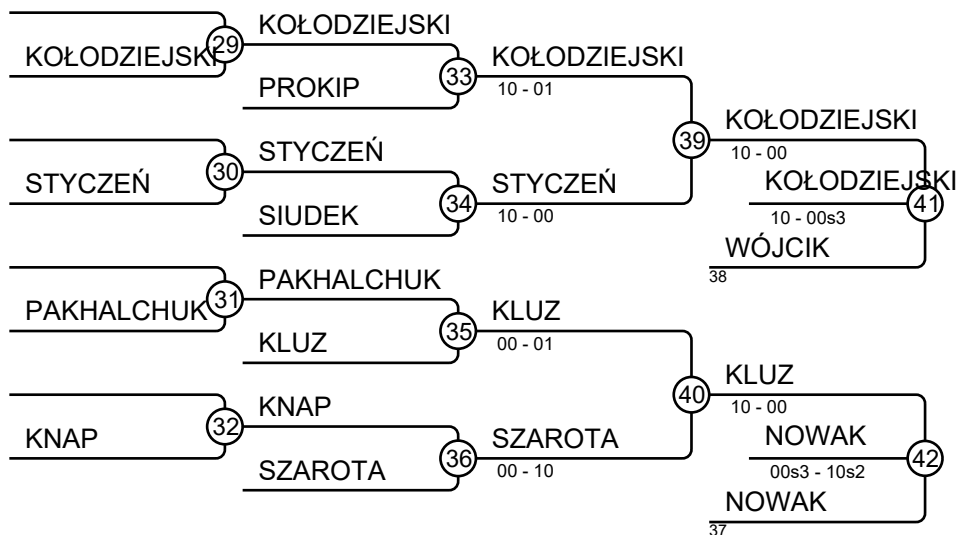 KOŁODZIEJSKI
29
KOŁODZIEJSKI
PROKIP
33
KOŁODZIEJSKI
10 - 01
STYCZEŃ
30
STYCZEŃ
SIUDEK
34
STYCZEŃ
10 - 00
39
KOŁODZIEJSKI
10 - 00
KOŁODZIEJSKI
10 - 00s3
41
WÓJCIK
38
PAKHALCHUK
31
PAKHALCHUK
KLUZ
35
KLUZ
00 - 01
KNAP
32
KNAP
SZAROTA
36
SZAROTA
00 - 10
40
KLUZ
10 - 00
NOWAK
00s3 - 10s2
42
NOWAK
37